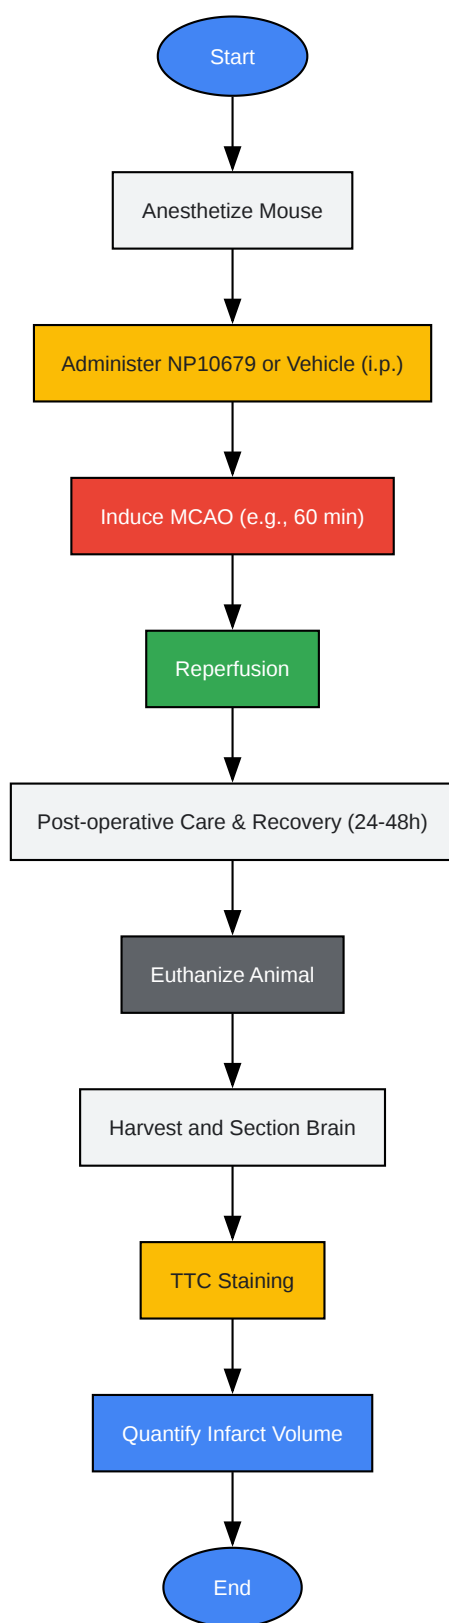 Start
Anesthetize Mouse
Administer NP10679 or Vehicle (i.p.)
Induce MCAO (e.g., 60 min)
Reperfusion
Post-operative Care & Recovery (24-48h)
Euthanize Animal
Harvest and Section Brain
TTC Staining
Quantify Infarct Volume
End